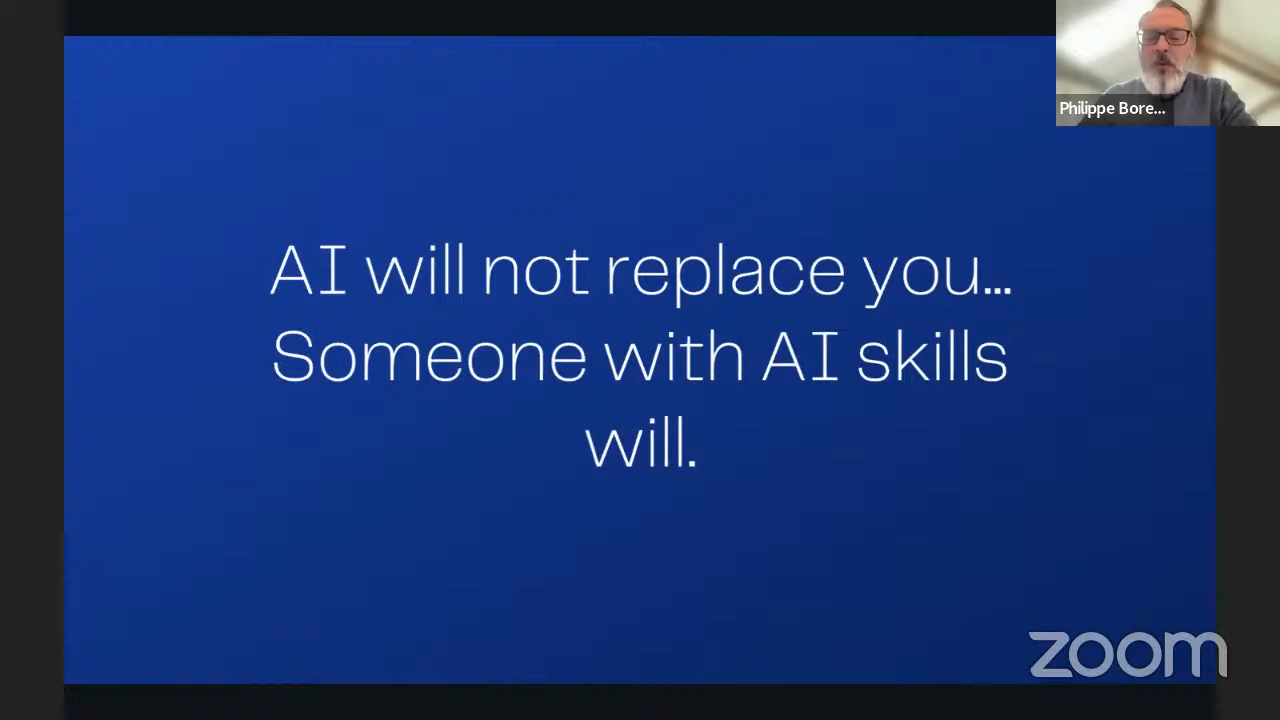 Philippe Bore...
AI will not replace you...
Someone with AI skills
will.
zoom